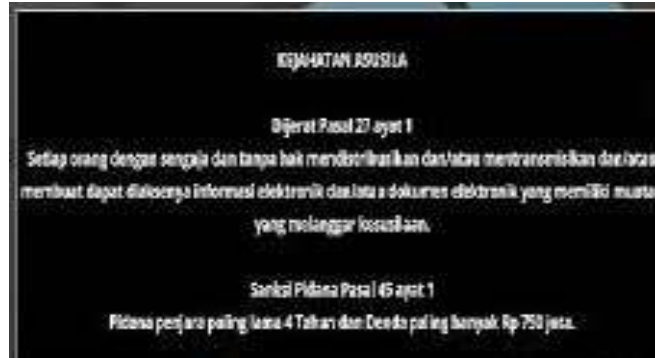 KEJAHATAN ASUSILA
Dijerat Pasal 27 ayat 1
Setiap orang dengan sengaja dan tanpa hak mendistribusikan dan/atau mentransmisikan dan/atau
membuat dapat diaksesnya informasi elektronik dan/atau dokumen elektronik yang memiliki muata
yang melanggar kesusilaan.
Sanksi Pidana Pasal 45 ayat 1
Pidana penjara paling lama 4 Tahun dan Denda paling banyak Rp 750 juta.